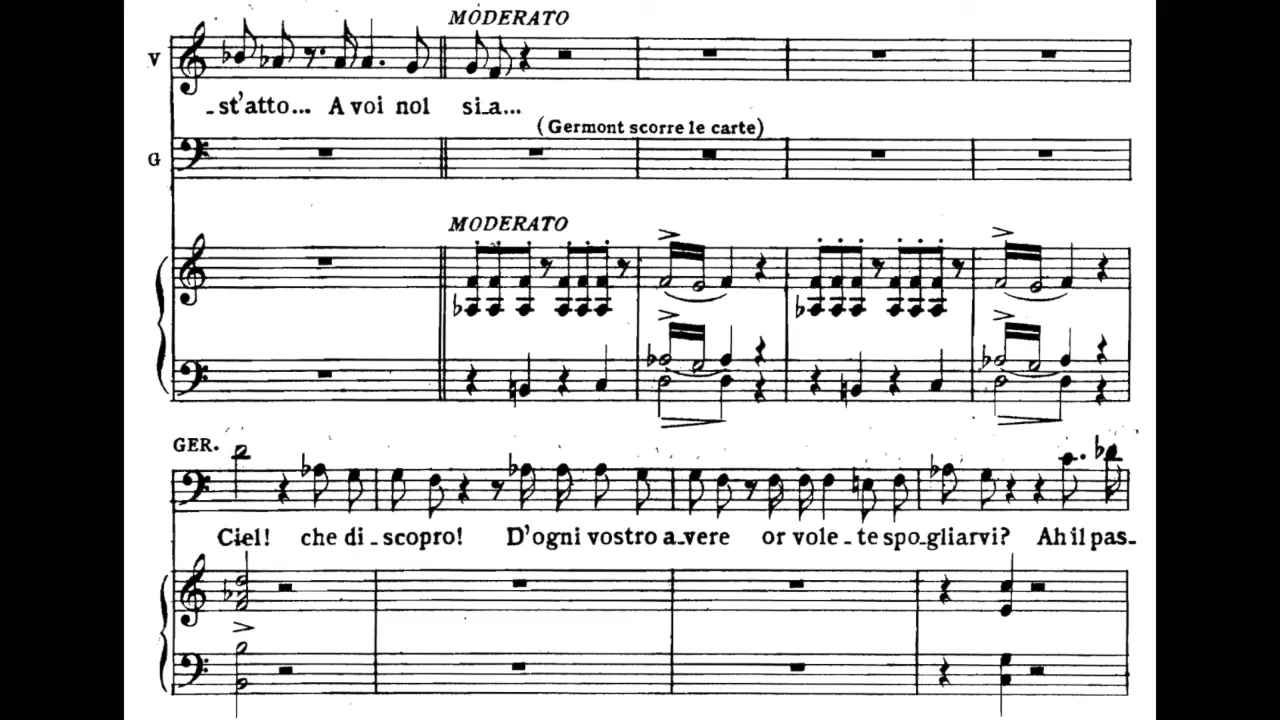 MODERATO
V
- st'atto... A voi nol si-a...
(Germont scorre le carte)
G
MODERATO
GER.
Ciel! che di - scopro! D'ogni vostro a-vere or vole - te spo-gliarvi? Ah il pas-